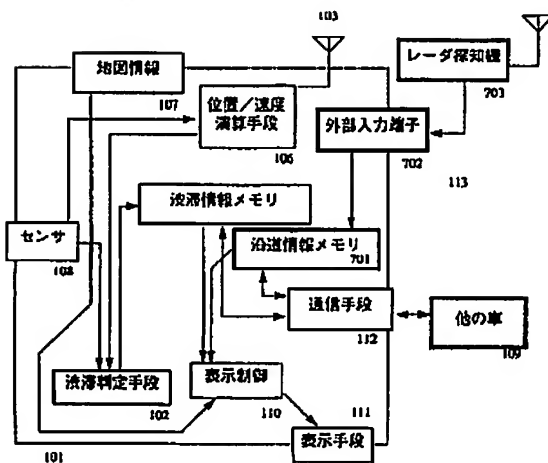 103
地図情報
107
位置/速度
演算手段
106
レーダ探知機
703
外部入力端子
702
113
渋滞情報メモリ
センサ
108
沿道情報メモリ
701
通信手段
112
他の車
109
渋滞判定手段
102
表示制御
110
111
表示手段
101